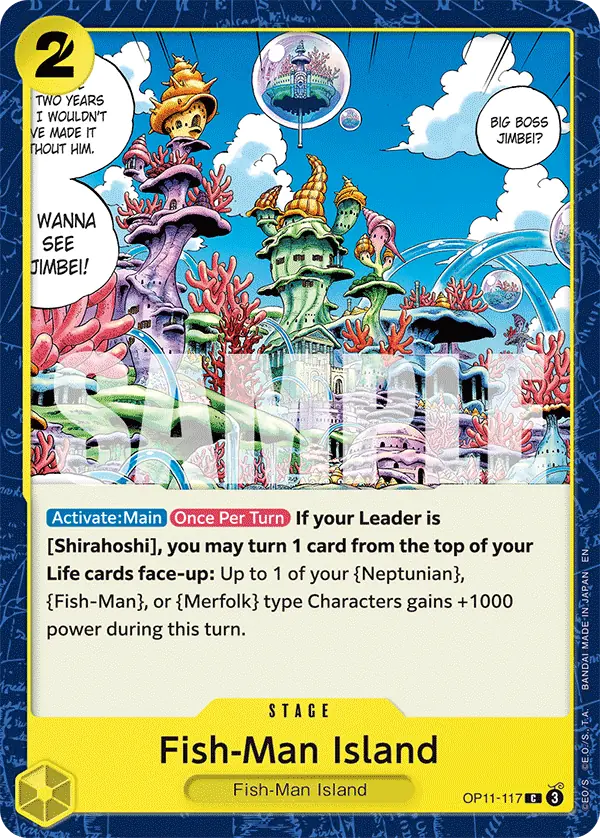 2
TWO YEARS
I WOULDN'T
VE MADE IT
THOUT HIM.
WANNA
SEE
JIMBEI!
BIG BOSS
JIMBEI?
SAMPLE
Activate:Main Once Per Turn If your Leader is
[Shirahoshi], you may turn 1 card from the top of your
Life cards face-up: Up to 1 of your {Neptunian},
{Fish-Man}, or {Merfolk} type Characters gains +1000
power during this turn.
STAGE
Fish-Man Island
Fish-Man Island
OP11-117 C 3
©E.O./S. ©E.O./S.,T.A. BANDAI MADE IN JAPAN EN